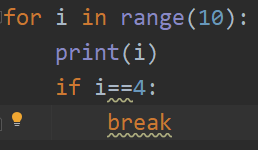 for i in range(10):
    print(i)
    if i==4:
        break